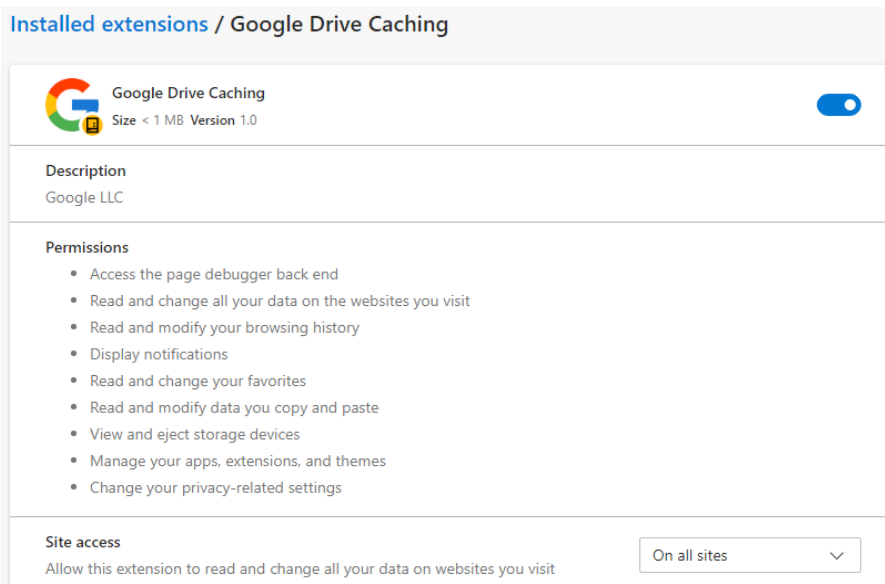 Installed extensions / Google Drive Caching
Google Drive Caching
Size < 1 MB Version 1.0
Description
Google LLC
Permissions
• Access the page debugger back end
• Read and change all your data on the websites you visit
• Read and modify your browsing history
• Display notifications
• Read and change your favorites
• Read and modify data you copy and paste
• View and eject storage devices
• Manage your apps, extensions, and themes
• Change your privacy-related settings
Site access
Allow this extension to read and change all your data on websites you visit
On all sites